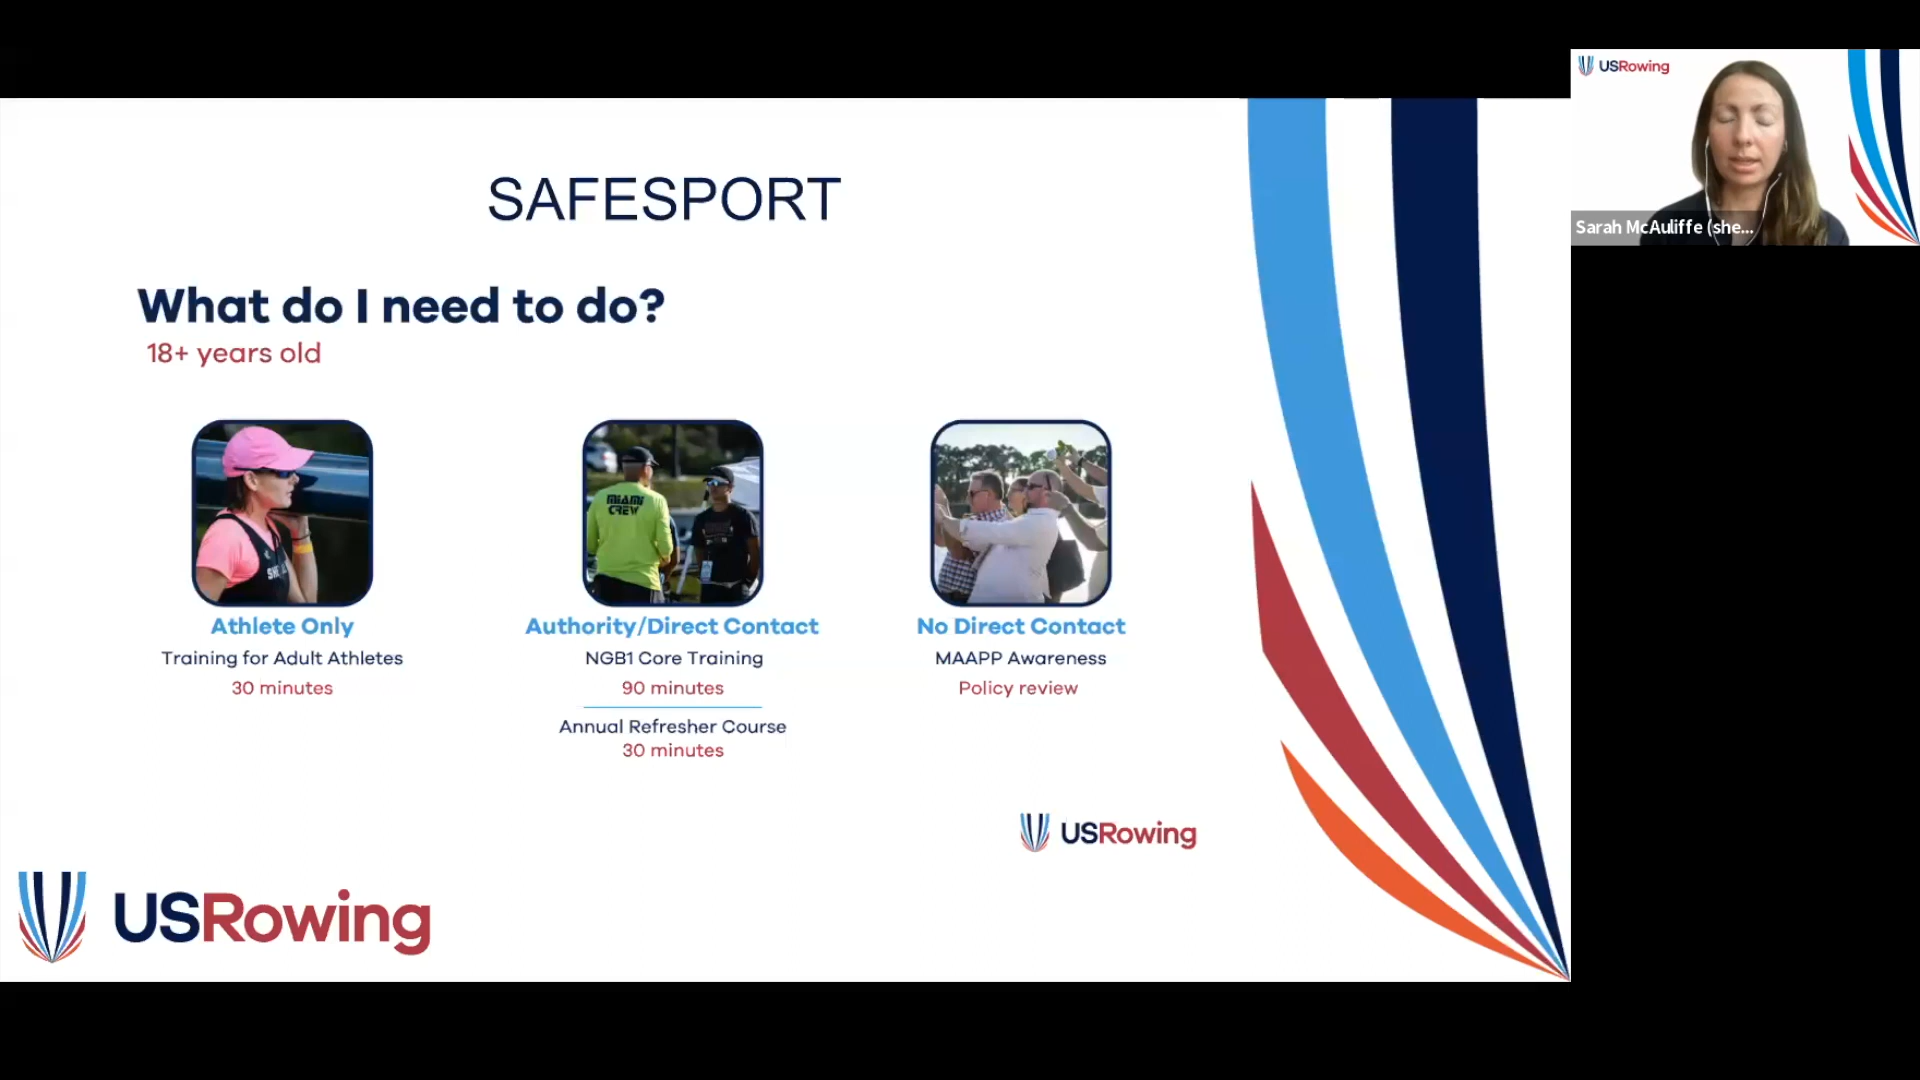 SAFESPORT
What do I need to do?
18+ years old
MIAMI
CREW
Athlete Only
Training for Adult Athletes
30 minutes
Authority/Direct Contact
NGB1 Core Training
90 minutes
Annual Refresher Course
30 minutes
No Direct Contact
MAAPP Awareness
Policy review
USRowing
USRowing
USRowing
Sarah McAuliffe (she...